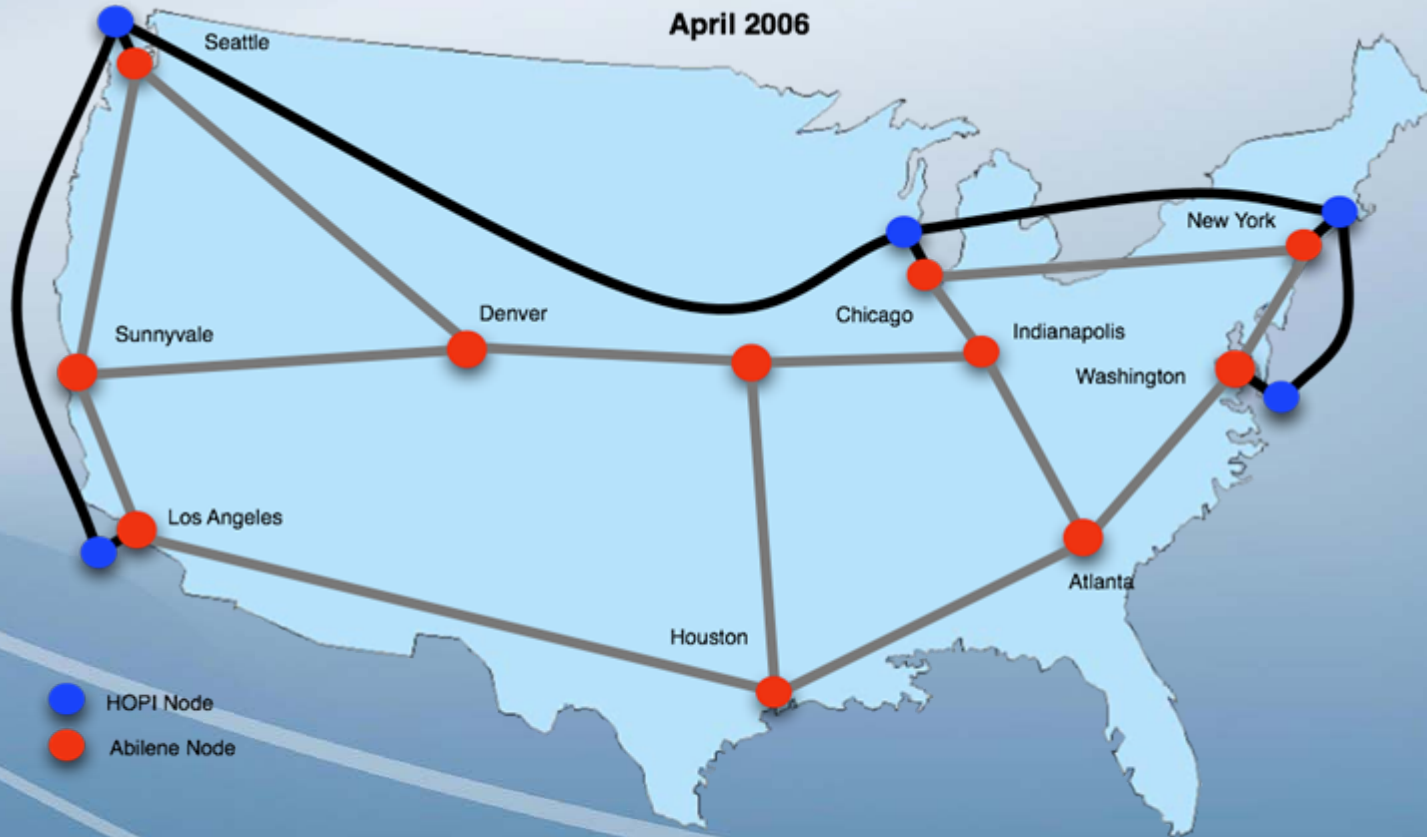 April 2006
Seattle
New York
Denver
Chicago
Sunnyvale
Indianapolis
Washington
Los Angeles
Atlanta
Houston
HOPI Node
Abilene Node